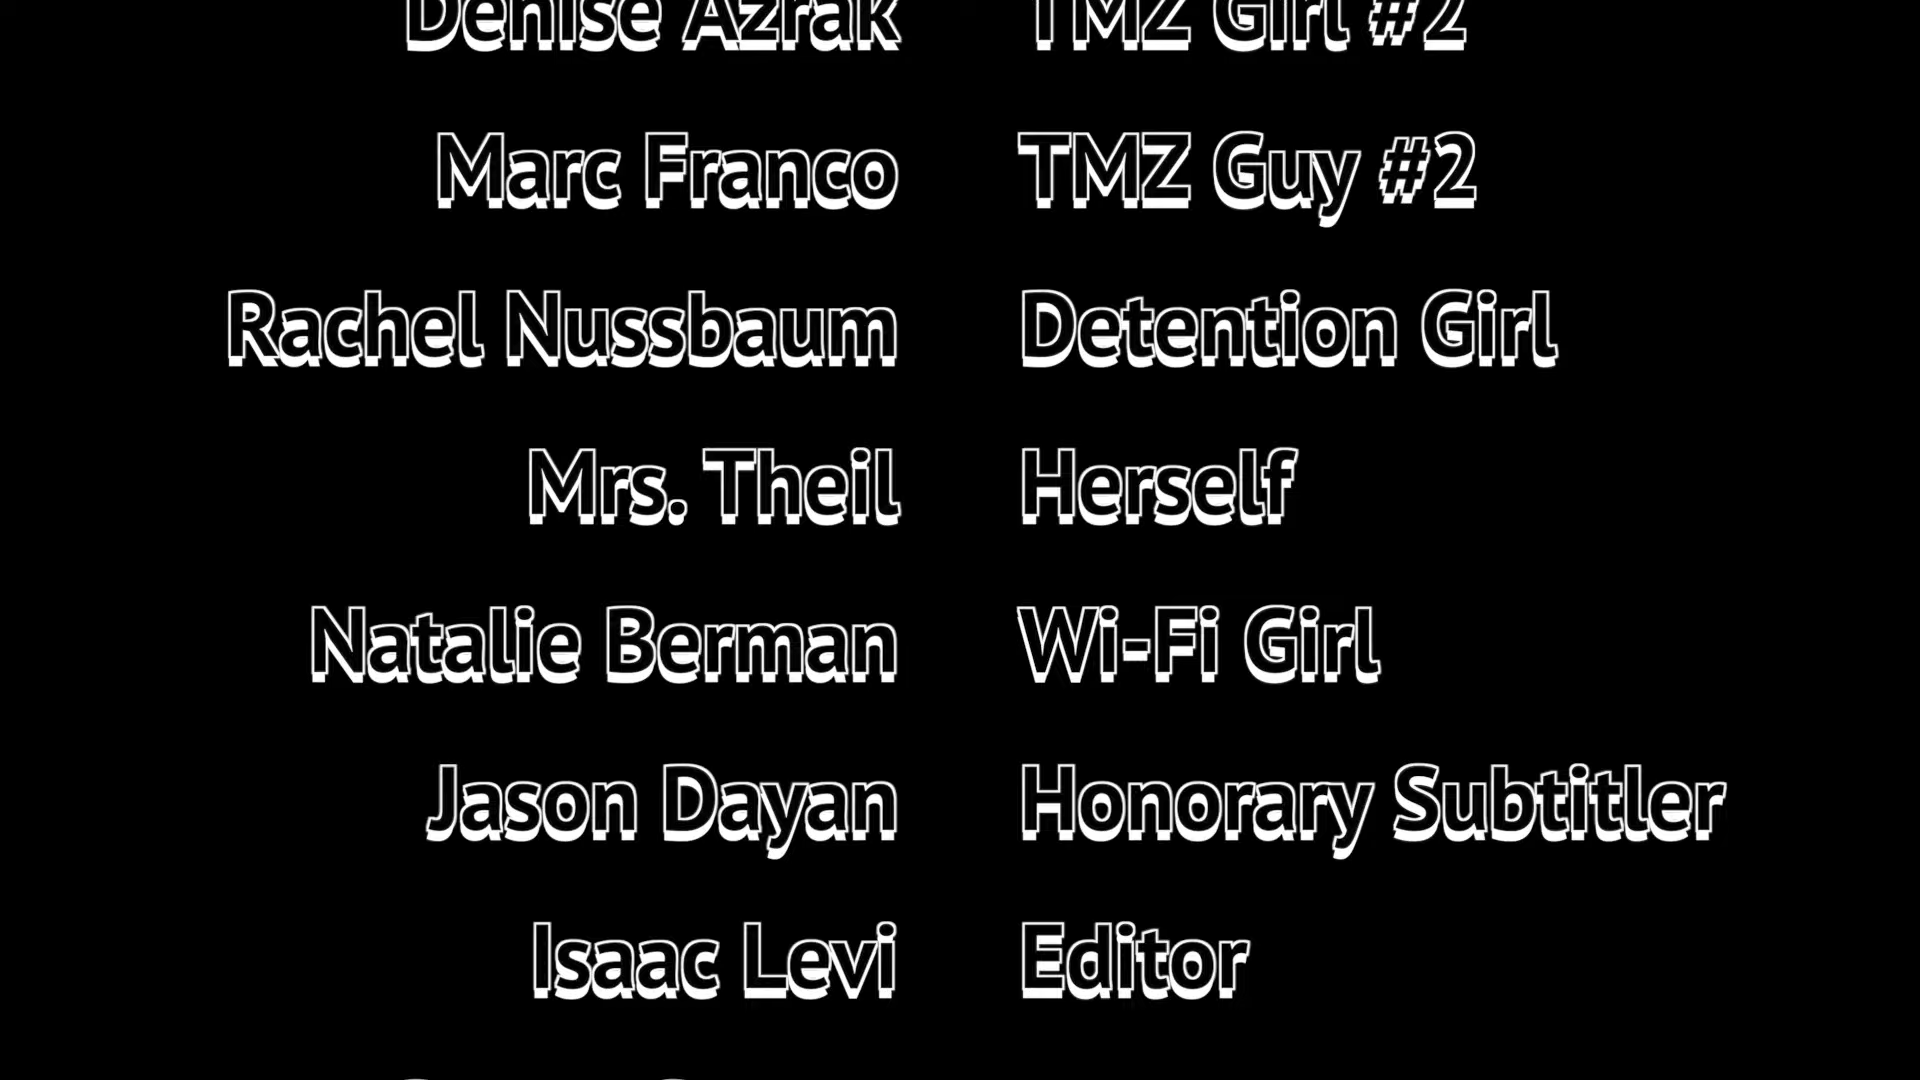 Denise Azrak TMZ Girl #2
Marc Franco TMZ Guy #2
Rachel Nussbaum Detention Girl
Mrs. Theil Herself
Natalie Berman Wi-Fi Girl
Jason Dayan Honorary Subtitler
Isaac Levi Editor